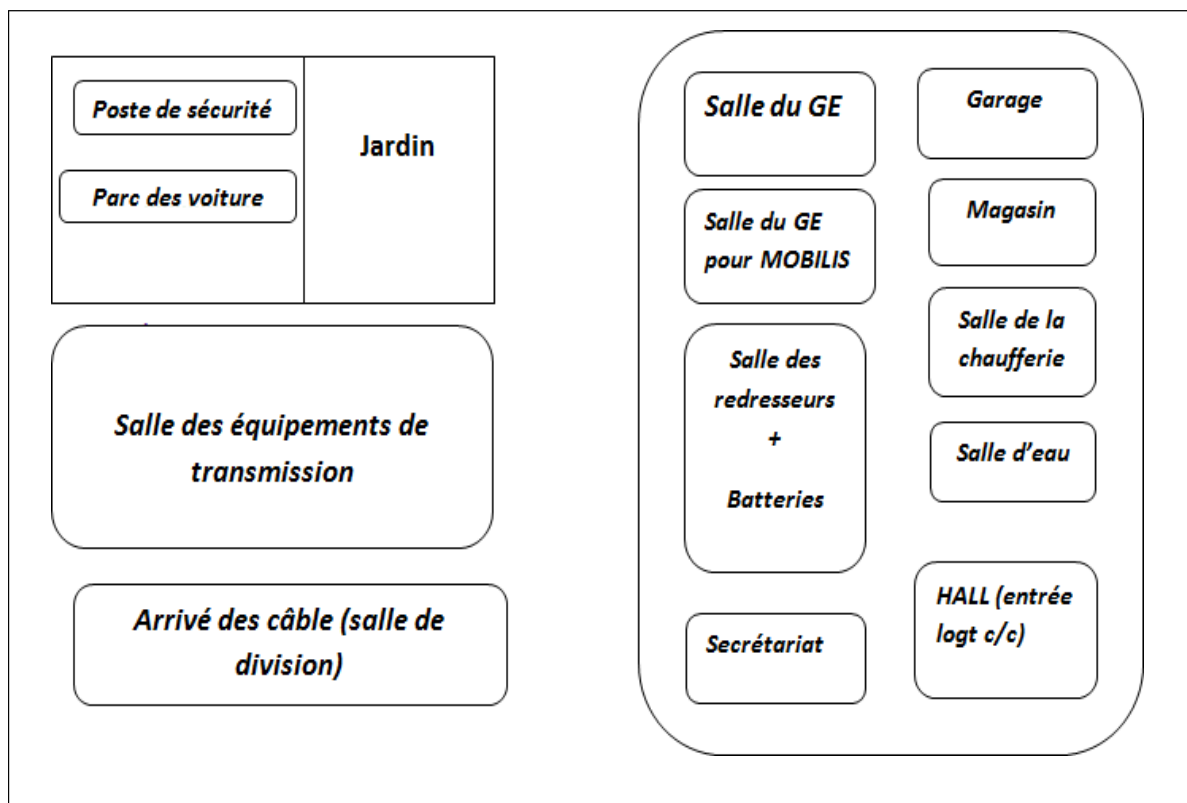 Poste de sécurité
Jardin
Parc des voiture
Salle des équipements de
transmission
Arrivé des câble (salle de
division)
Salle du GE
Salle du GE
pour MOBILIS
Salle des
redresseurs
+
Batteries
Secrétariat
Garage
Magasin
Salle de la
chaufferie
Salle d'eau
HALL (entrée
logt c/c)